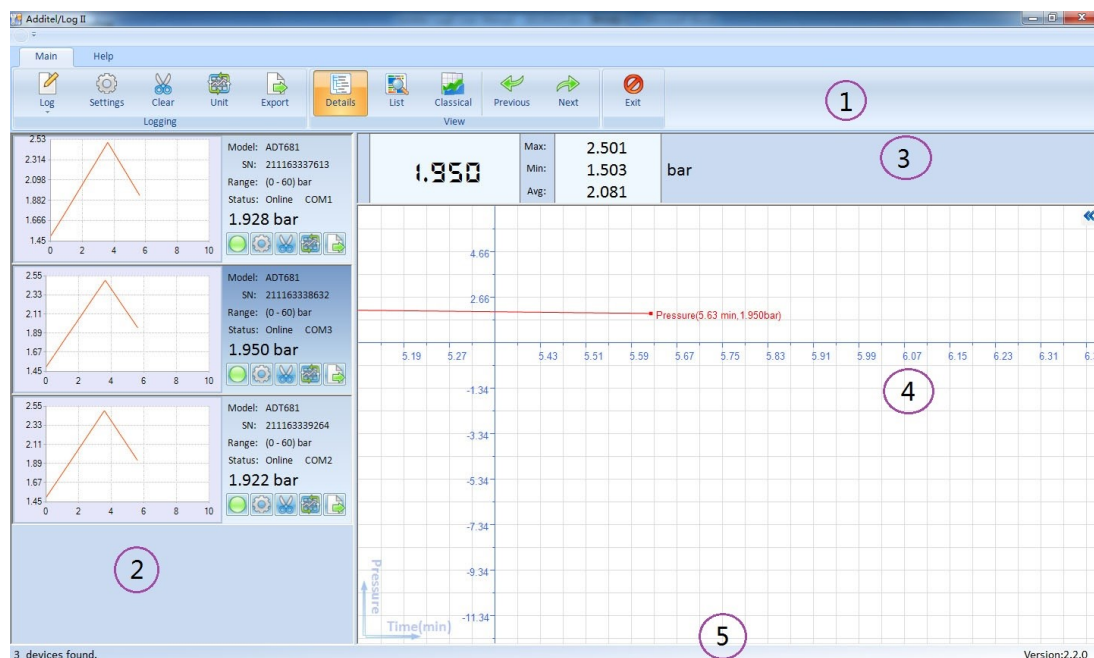 Additel/Log II
Main Help
Log Settings Clear Unit Export Details List Classical Previous Next Exit
Logging View
1
2.53
2.314
2.098
1.882
1.666
1.45
0 2 4 6 8 10
Model: ADT681
SN: 211163337613
Range: (0 - 60) bar
Status: Online COM1
1.928 bar
2.55
2.33
2.11
1.89
1.67
1.45
0 2 4 6 8 10
Model: ADT681
SN: 211163338632
Range: (0 - 60) bar
Status: Online COM3
1.950 bar
2.55
2.33
2.11
1.89
1.67
1.45
0 2 4 6 8 10
Model: ADT681
SN: 211163339264
Range: (0 - 60) bar
Status: Online COM2
1.922 bar
2
1.950
Max: 2.501
Min: 1.503
Avg: 2.081
bar
3
4.66
2.66
Pressure(5.63 min,1.950bar)
5.19 5.27 5.43 5.51 5.59 5.67 5.75 5.83 5.91 5.99 6.07 6.15 6.23 6.31
4
-1.34
-3.34
-5.34
-7.34
-9.34
-11.34
Pressure
Time(min)
5
3 devices found.
Version:2.2.0